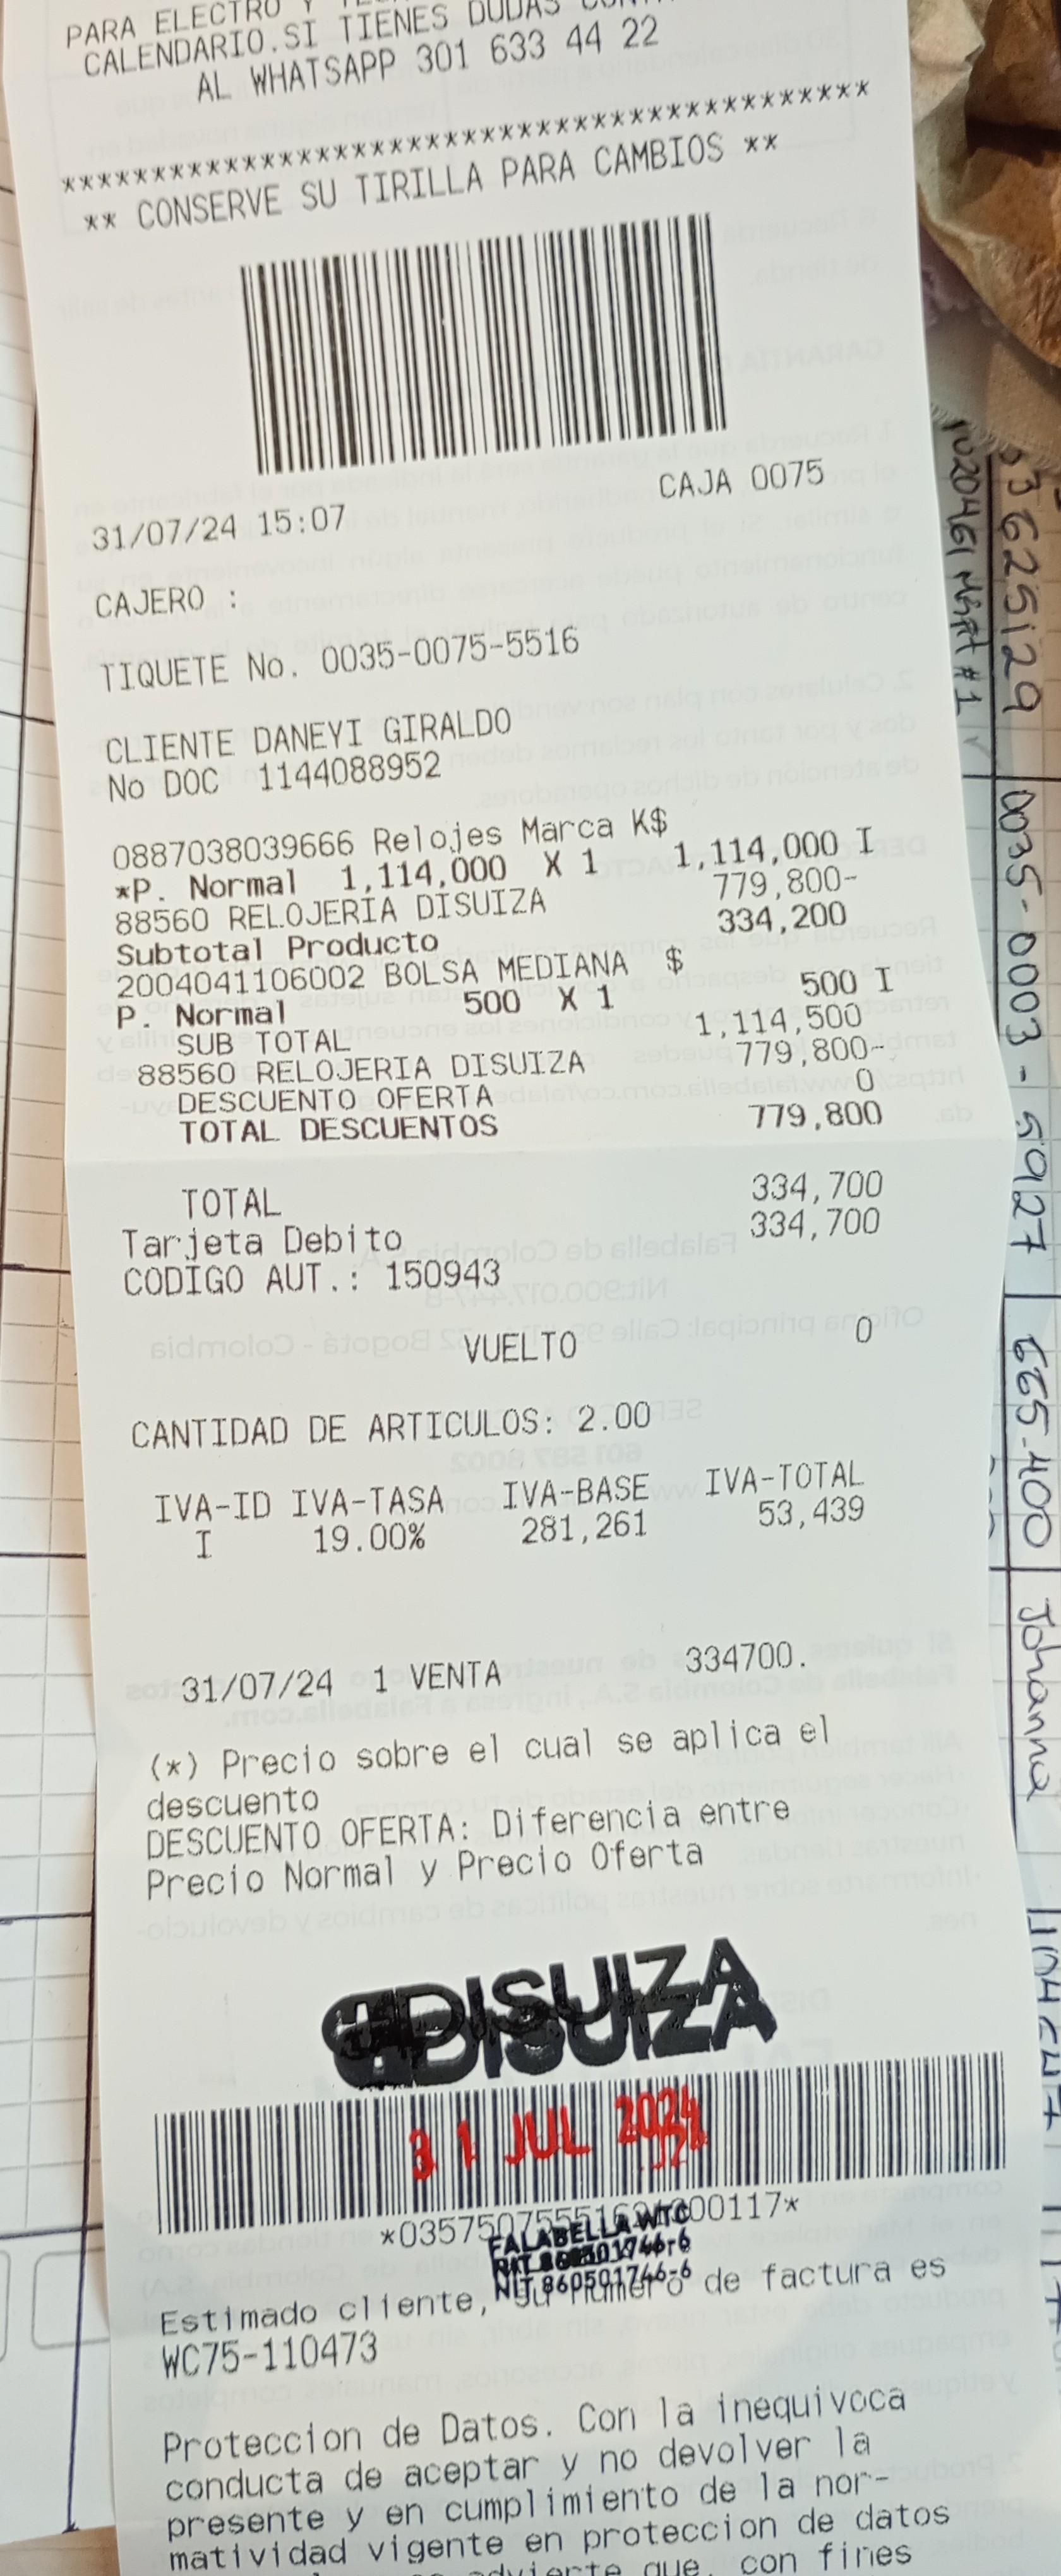 PARA ELECTRO Y
CALENDARIO.SI TIENES DUDAS
AL WHATSAPP 301 633 44 22
******************************************
** CONSERVE SU TIRILLA PARA CAMBIOS **
CAJA 0075
31/07/24 15:07
CAJERO :
TIQUETE No. 0035-0075-5516
CLIENTE DANEYI GIRALDO
No DOC 1144088952
0887038039666 Relojes Marca K$
*P. Normal 1,114,000 X 1 1,114,000 I
88560 RELOJERIA DISUIZA 779,800-
Subtotal Producto 334,200
2004041106002 BOLSA MEDIANA $
P. Normal 500 X 1 500 I
SUB TOTAL 1,114,500
88560 RELOJERIA DISUIZA 779,800-
DESCUENTO OFERTA 0
TOTAL DESCUENTOS 779,800
TOTAL 334,700
Tarjeta Debito 334,700
CODIGO AUT.: 150943
VUELTO 0
CANTIDAD DE ARTICULOS: 2.00
IVA-ID IVA-TASA IVA-BASE IVA-TOTAL
I 19.00% 281,261 53,439
31/07/24 1 VENTA 334700.
(*) Precio sobre el cual se aplica el
descuento
DESCUENTO OFERTA: Diferencia entre
Precio Normal y Precio Oferta
DISUIZA
31 JUL 2024
FALABELLA WTC
NIT.860501746-6
Estimado cliente, su numero de factura es
WC75-110473
Proteccion de Datos. Con la inequivoca
conducta de aceptar y no devolver la
presente y en cumplimiento de la nor-
matividad vigente en proteccion de datos
que, con fines
0035-0003-5927
665.400
Johanna